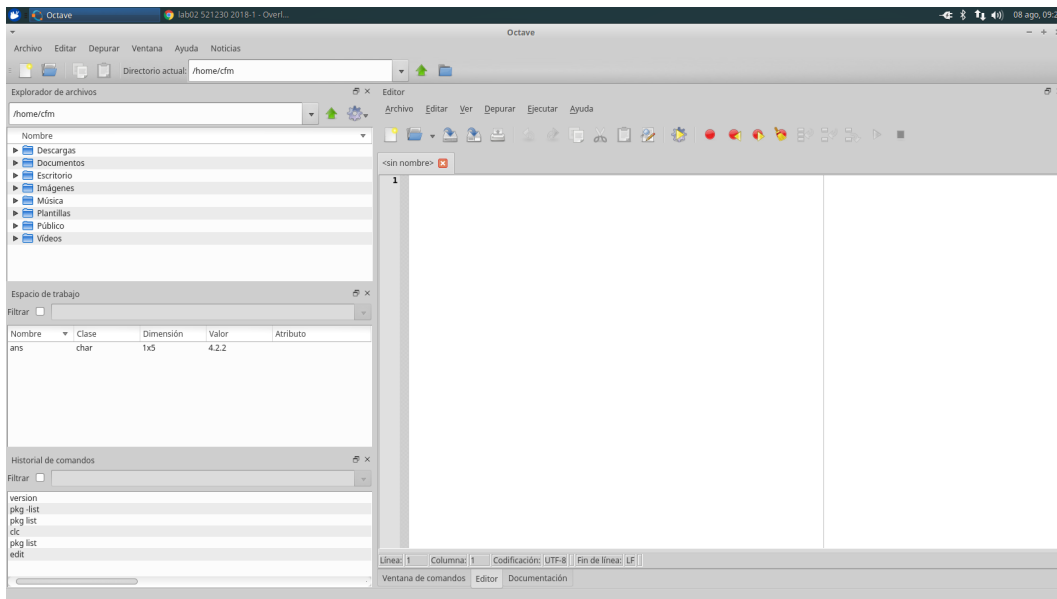 Octave
lab02 521230 2018-1 - Overl...
08 ago, 09:2
Octave
Archivo Editar Depurar Ventana Ayuda Noticias
Directorio actual: /home/cfm
Explorador de archivos
/home/cfm
Nombre
Descargas
Documentos
Escritorio
Imágenes
Música
Plantillas
Público
Vídeos
Espacio de trabajo
Filtrar
Nombre Clase Dimensión Valor Atributo
ans char 1x5 4.2.2
Historial de comandos
Filtrar
version
pkg -list
pkg list
clc
pkg list
edit
Editor
Archivo Editar Ver Depurar Ejecutar Ayuda
<sin nombre>
1
Línea: 1 Columna: 1 Codificación: UTF-8 Fin de línea: LF
Ventana de comandos Editor Documentación